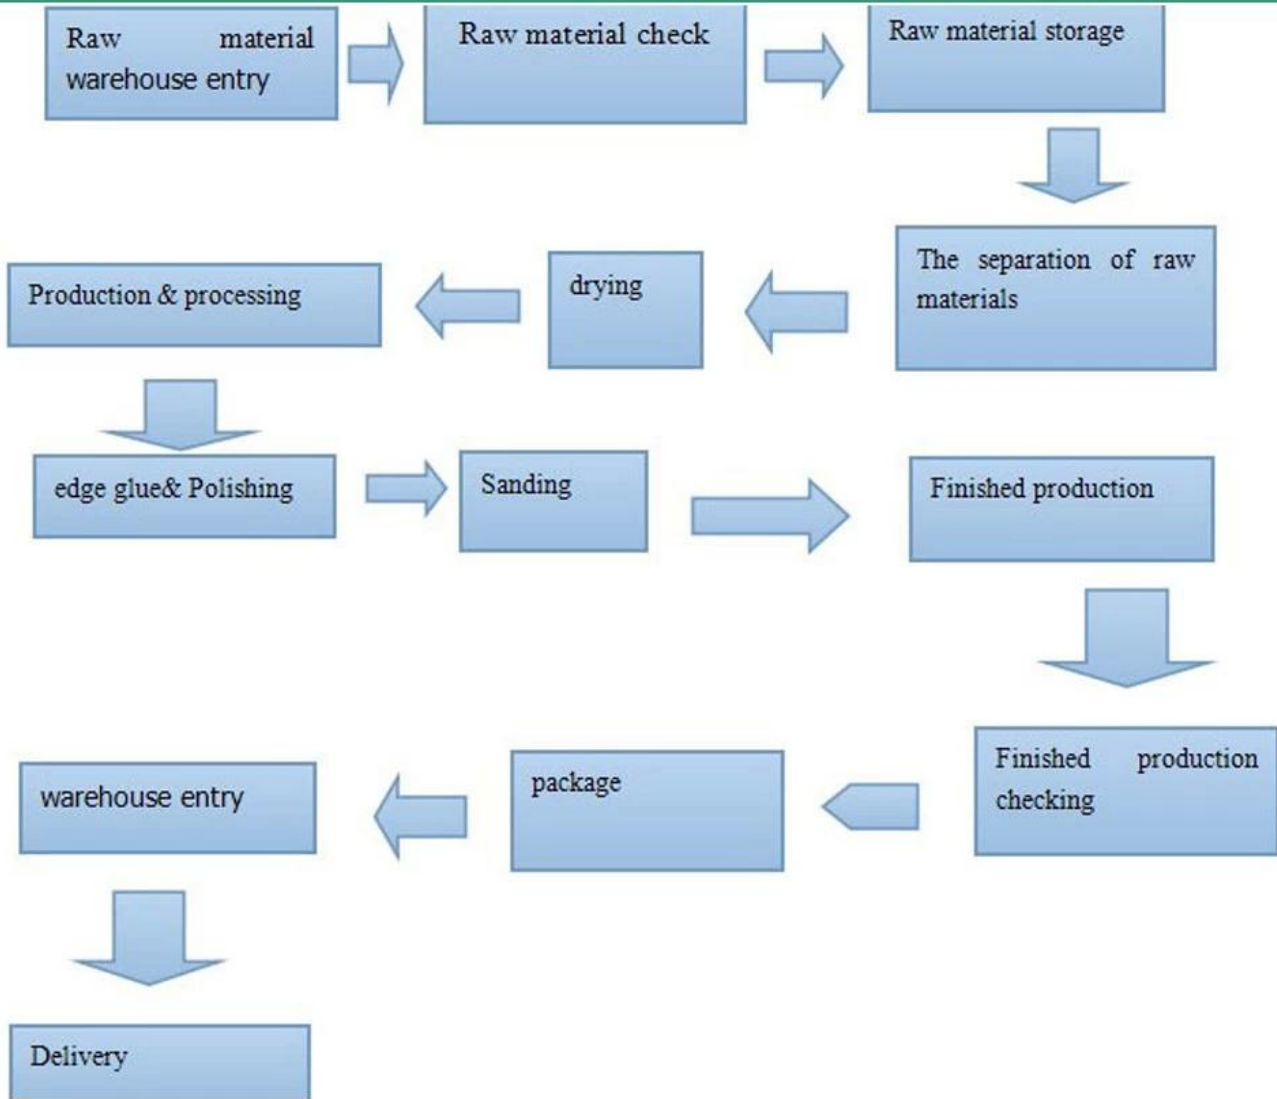 Raw material
warehouse entry
Raw material check
Raw material storage
The separation of raw
materials
drying
Production & processing
edge glue& Polishing
Sanding
Finished production
Finished production
checking
package
warehouse entry
Delivery